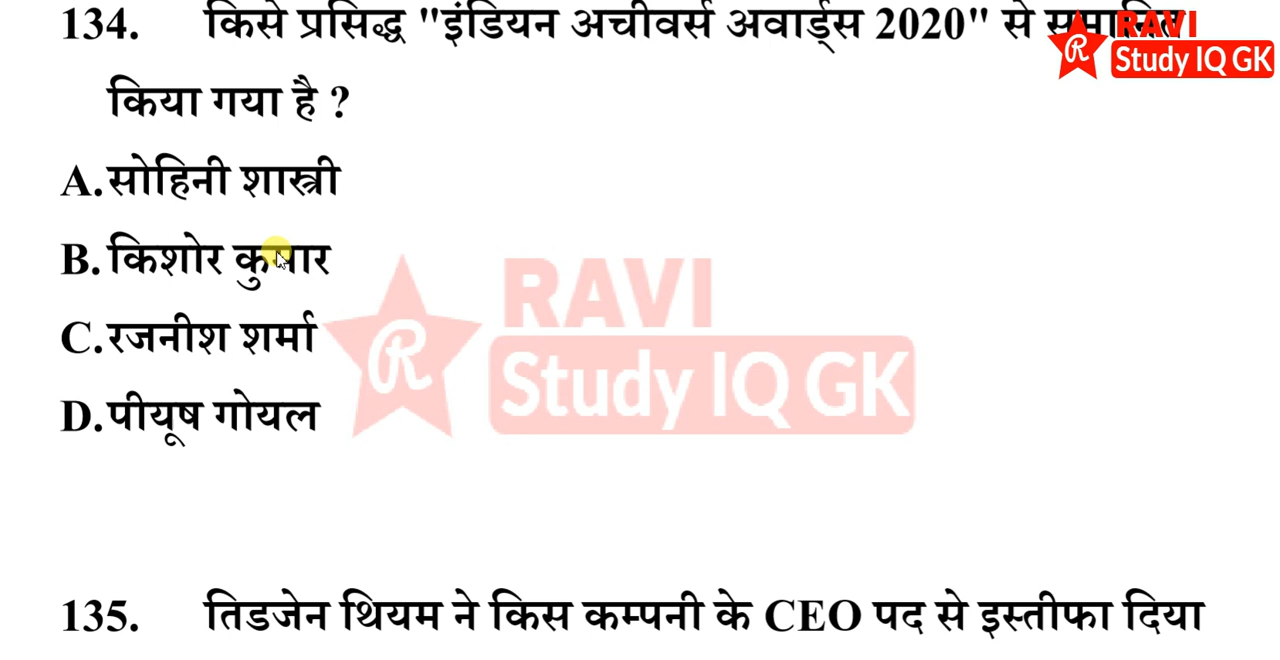 134. किसे प्रसिद्ध "इंडियन अचीवर्स अवार्ड्स 2020" से
RAVI
Study IQ GK
किया गया है ?
A.सोहिनी शास्त्री
B.किशोर कुमार
C.रजनीश शर्मा
D.पीयूष गोयल
R
RAVI
Study IQ GK
135. तिडजेन थियम ने किस कम्पनी के CEO पद से इस्तीफा दिया